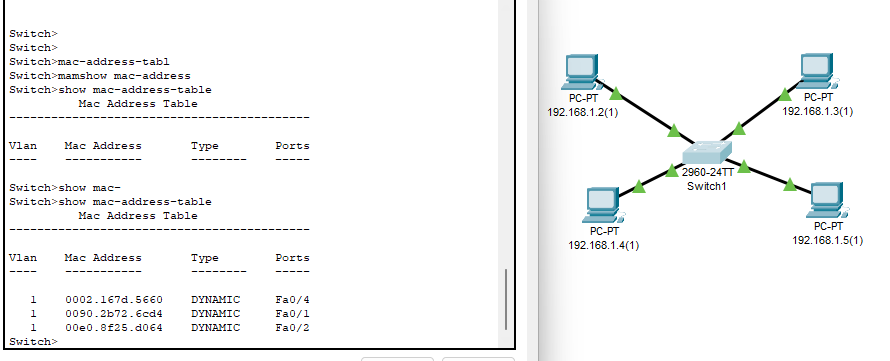 Switch>
Switch>
Switch>mac-address-tabl
Switch>mamshow mac-address
Switch>show mac-address-table
Mac Address Table
-------------------------------------------
Vlan Mac Address Type Ports
---- ----------- -------- -----
Switch>show mac-
Switch>show mac-address-table
Mac Address Table
-------------------------------------------
Vlan Mac Address Type Ports
---- ----------- -------- -----
1 0002.167d.5660 DYNAMIC Fa0/4
1 0090.2b72.6cd4 DYNAMIC Fa0/1
1 00e0.8f25.d064 DYNAMIC Fa0/2
Switch>
PC-PT
192.168.1.2(1)
PC-PT
192.168.1.3(1)
2960-24TT
Switch1
PC-PT
192.168.1.4(1)
PC-PT
192.168.1.5(1)